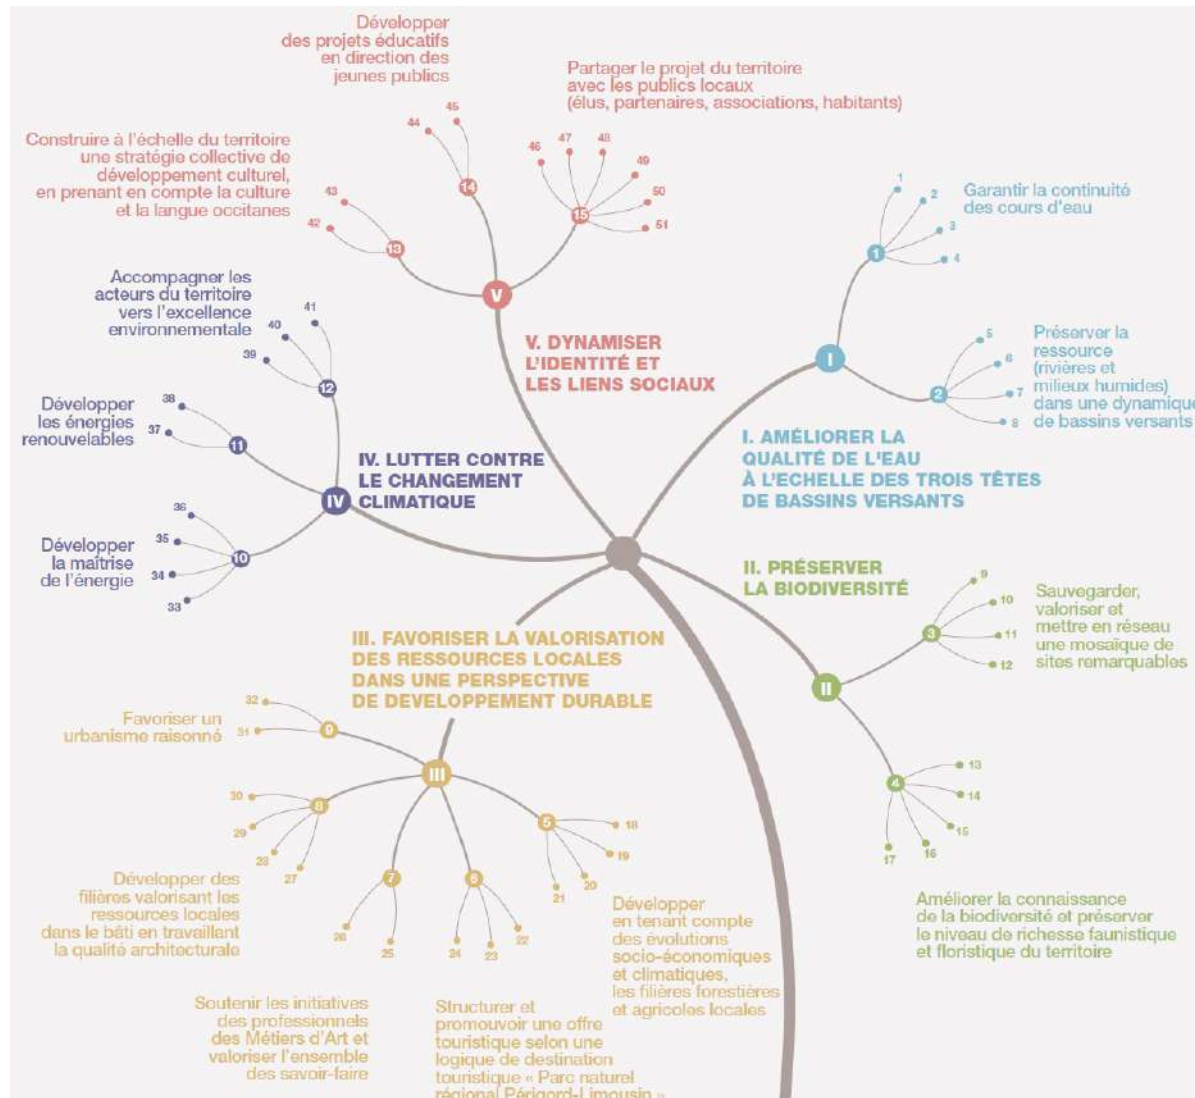 Développer
des projets éducatifs
en direction des
jeunes publics
45
44
14
Partager le projet du territoire
avec les publics locaux
(élus, partenaires, associations, habitants)
46
47
48
49
50
51
15
Construire à l'échelle du territoire
une stratégie collective de
développement culturel,
en prenant en compte la culture
et la langue occitanes
43
42
13
V
V. DYNAMISER
L'IDENTITÉ ET
LES LIENS SOCIAUX
1
2
3
4
1
Garantir la continuité
des cours d'eau
I
5
6
7
8
2
Préserver la
ressource
(rivières et
milieux humides)
dans une dynamique
de bassins versants
I. AMÉLIORER LA
QUALITÉ DE L'EAU
À L'ECHELLE DES TROIS TÊTES
DE BASSINS VERSANTS
Accompagner les
acteurs du territoire
vers l'excellence
environnementale
41
40
39
12
Développer
les énergies
renouvelables
38
37
11
IV
IV. LUTTER CONTRE
LE CHANGEMENT
CLIMATIQUE
Développer
la maîtrise
de l'énergie
36
35
34
33
10
II. PRÉSERVER
LA BIODIVERSITÉ
9
10
11
12
3
Sauvegarder,
valoriser et
mettre en réseau
une mosaïque de
sites remarquables
II
4
13
14
15
16
17
Améliorer la connaissance
de la biodiversité et préserver
le niveau de richesse faunistique
et floristique du territoire
III. FAVORISER LA VALORISATION
DES RESSOURCES LOCALES
DANS UNE PERSPECTIVE
DE DEVELOPPEMENT DURABLE
Favoriser un
urbanisme raisonné
32
31
9
III
30
29
28
27
8
Développer des
filières valorisant les
ressources locales
dans le bâti en travaillant
la qualité architecturale
7
26
25
Soutenir les initiatives
des professionnels
des Métiers d'Art et
valoriser l'ensemble
des savoir-faire
6
24
23
22
Structurer et
promouvoir une offre
touristique selon une
logique de destination
touristique « Parc naturel
régional Périgord-Limousin »
5
18
19
20
21
Développer
en tenant compte
des évolutions
socio-économiques
et climatiques,
les filières forestières
et agricoles locales